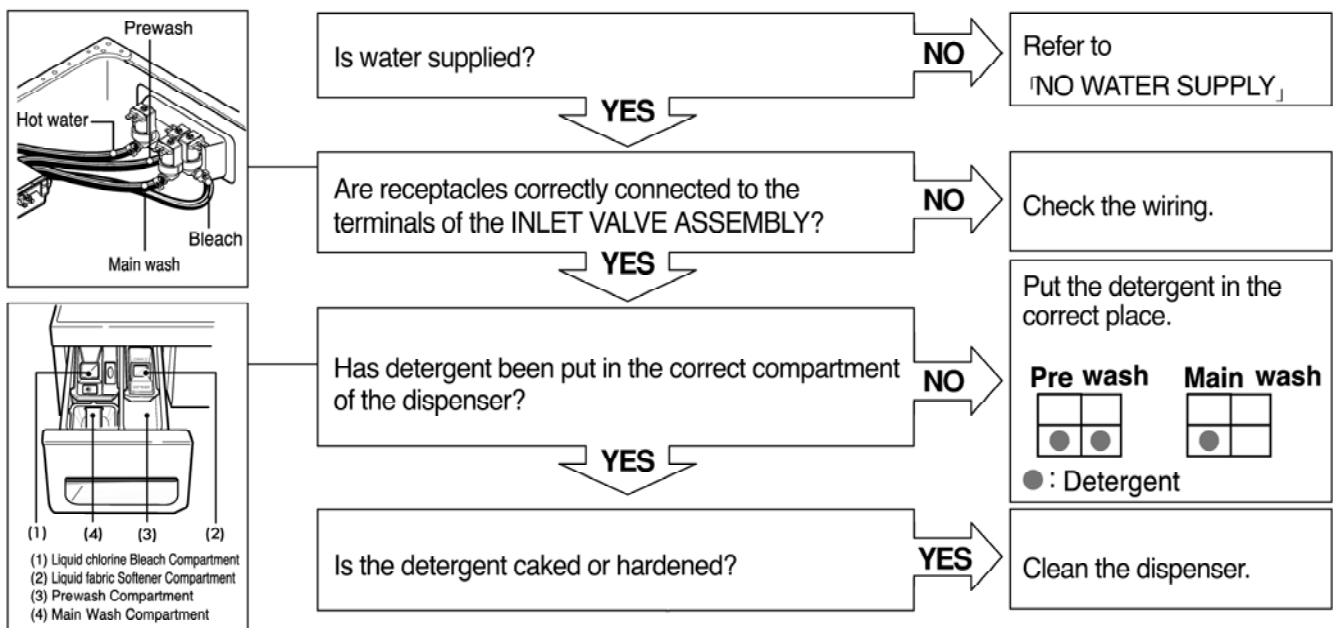 Prewash
Hot water
Bleach
Main wash
Is water supplied?
NO
Refer to
「NO WATER SUPPLY」
YES
Are receptacles correctly connected to the
terminals of the INLET VALVE ASSEMBLY?
NO
Check the wiring.
YES
Has detergent been put in the correct compartment
of the dispenser?
NO
Put the detergent in the
correct place.
Pre wash Main wash
: Detergent
YES
(1) (4) (3) (2)
(1) Liquid chlorine Bleach Compartment
(2) Liquid fabric Softener Compartment
(3) Prewash Compartment
(4) Main Wash Compartment
Is the detergent caked or hardened?
YES
Clean the dispenser.